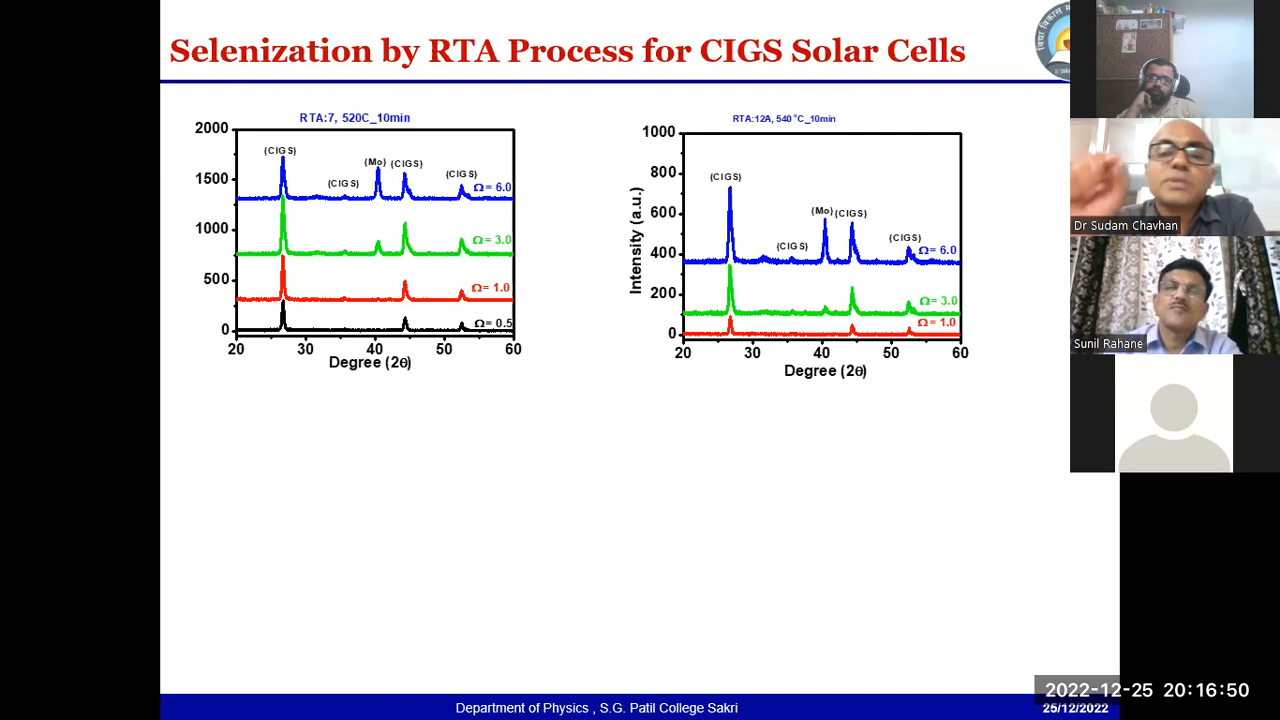 Selenization by RTA Process for CIGS Solar Cells
RTA:7, 520C_10min
2000
1500
1000
500
0
(CIGS)
(CIGS)
(Mo)
(CIGS)
(CIGS)
Ω= 6.0
Ω= 3.0
Ω= 1.0
Ω= 0.5
20 30 40 50 60
Degree (2θ)
RTA:12A, 540 °C_10min
Intensity (a.u.)
1000
800
600
400
200
0
(CIGS)
(CIGS)
(Mo)
(CIGS)
(CIGS)
Ω= 6.0
Ω= 3.0
Ω= 1.0
20 30 40 50 60
Degree (2θ)
Dr Sudam Chavhan
Sunil Rahane
Department of Physics , S.G. Patil College Sakri
25/12/2022
2022-12-25 20:16:50